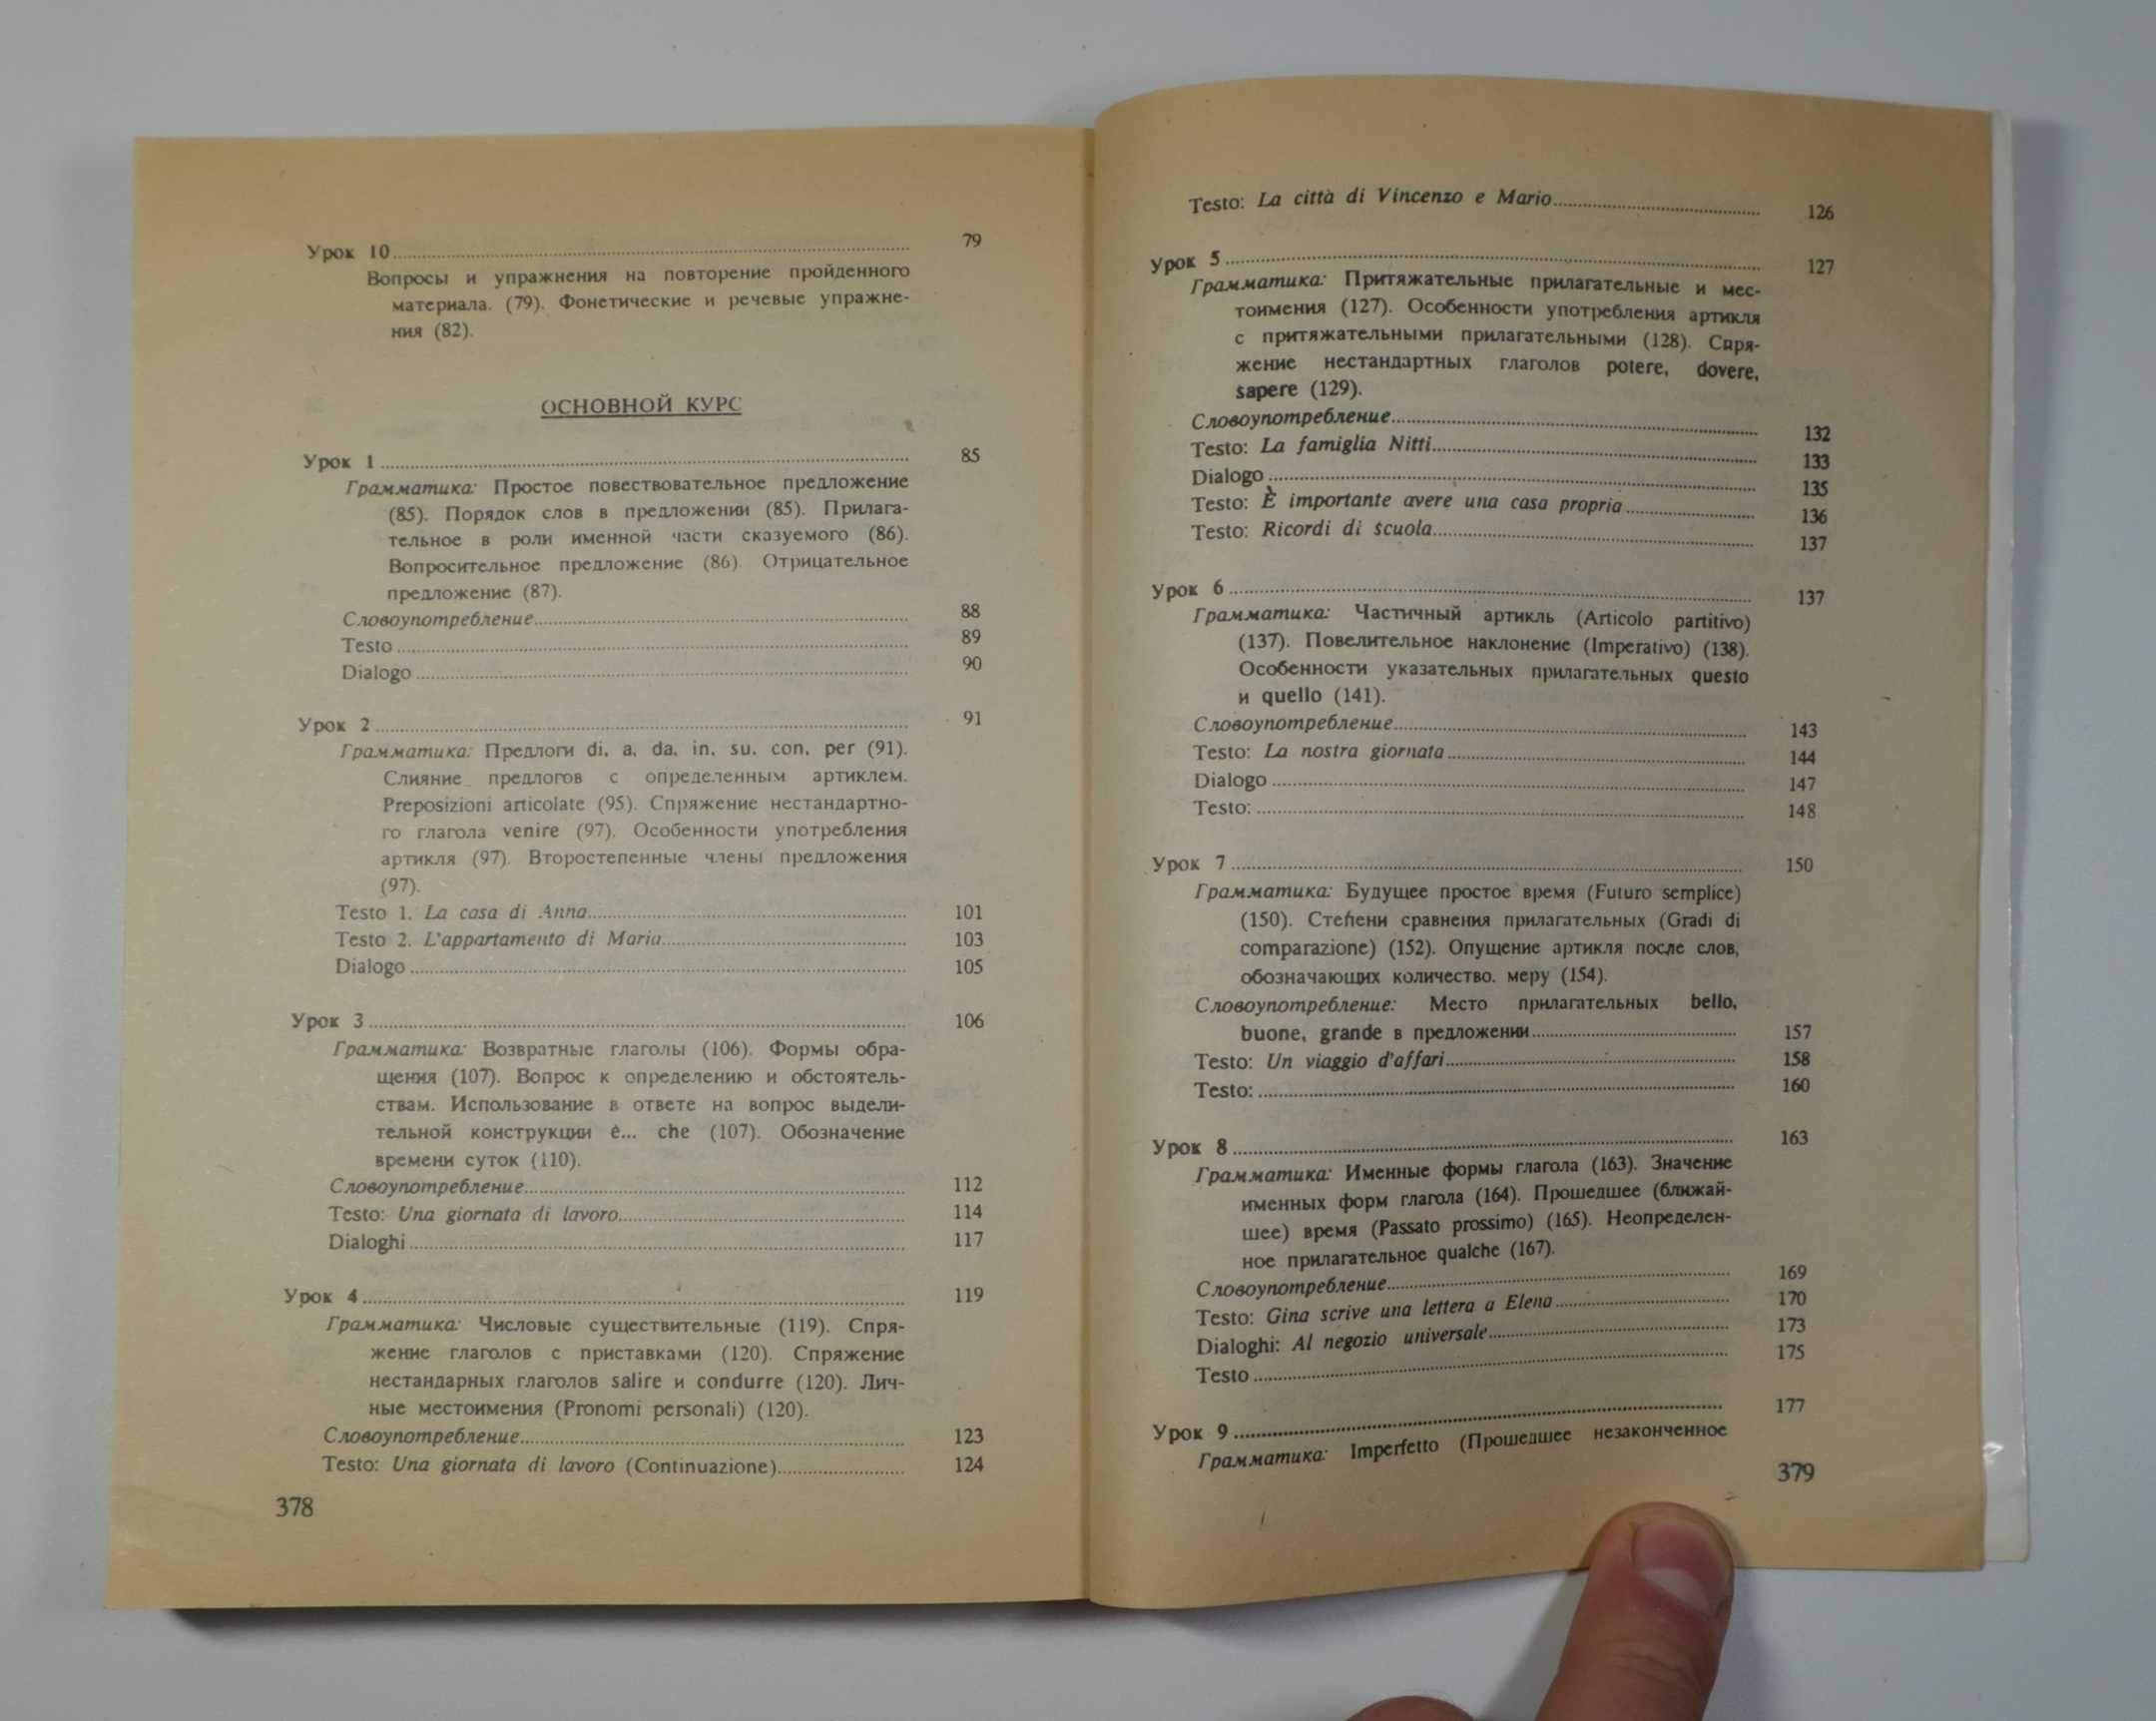 Урок 10 79
Вопросы и упражнения на повторение пройденного
материала. (79). Фонетические и речевые упражне-
ния (82).
ОСНОВНОЙ КУРС
Урок 1 85
Грамматика: Простое повествовательное предложение
(85). Порядок слов в предложении (85). Прилага-
тельное в роли именной части сказуемого (86).
Вопросительное предложение (86) Отрицательное
предложение (87).
Словоупотребление 88
Testo 89
Dialogo 90
Урок 2 91
Грамматика: Предлоги di, a, da, in, su, con, per (91).
Слияние предлогов с определенным артиклем.
Preposizioni articolate (95). Спряжение нестандартно-
го глагола venire (97). Особенности употребления
артикля (97). Второстепенные члены предложения
(97).
Testo 1. La casa di Anna 101
Testo 2. L'appartamento di Maria 103
Dialogo 105
Урок 3 106
Грамматика: Возвратные глаголы (106). Формы обра-
щения (107). Вопрос к определению и обстоятель-
ствам. Использование в ответе на вопрос выдели-
тельной конструкции è... che (107). Обозначение
времени суток (110).
Словоупотребление 112
Testo: Una giornata di lavoro 114
Dialoghi 117
Урок 4 119
Грамматика: Числовые существительные (119). Спря-
жение глаголов с приставками (120). Спряжение
нестандарных глаголов salire и condurre (120). Лич-
ные местоимения (Pronomi personali) (120).
Словоупотребление 123
Testo: Una giornata di lavoro (Continuazione) 124
378
Testo: La città di Vincenzo e Mario 126
Урок 5 127
Грамматика: Притяжательные прилагательные и мес-
тоимения (127). Особенности употребления артикля
с притяжательными прилагательными (128). Спря-
жение нестандартных глаголов potere, dovere,
sapere (129).
Словоупотребление 132
Testo: La famiglia Nitti 133
Dialogo 135
Testo: È importante avere una casa propria 136
Testo: Ricordi di scuola 137
Урок 6 137
Грамматика: Частичный артикль (Articolo partitivo)
(137). Повелительное наклонение (Imperativo) (138).
Особенности указательных прилагательных questo
и quello (141).
Словоупотребление 143
Testo: La nostra giornata 144
Dialogo 147
Testo: 148
Урок 7 150
Грамматика: Будущее простое время (Futuro semplice)
(150). Степени сравнения прилагательных (Gradi di
comparazione) (152). Опущение артикля после слов,
обозначающих количество. меру (154).
Словоупотребление: Место прилагательных bello,
buone, grande в предложении 157
Testo: Un viaggio d'affari 158
Testo: 160
Урок 8 163
Грамматика: Именные формы глагола (163). Значение
именных форм глагола (164). Прошедшее (ближай-
шее) время (Passato prossimo) (165). Неопределен-
ное прилагательное qualche (167).
Словоупотребление 169
Testo: Gina scrive una lettera a Elena 170
Dialoghi: Al negozio universale 173
Testo 175
Урок 9 177
Грамматика: Imperfetto (Прошедшее незаконченное
379